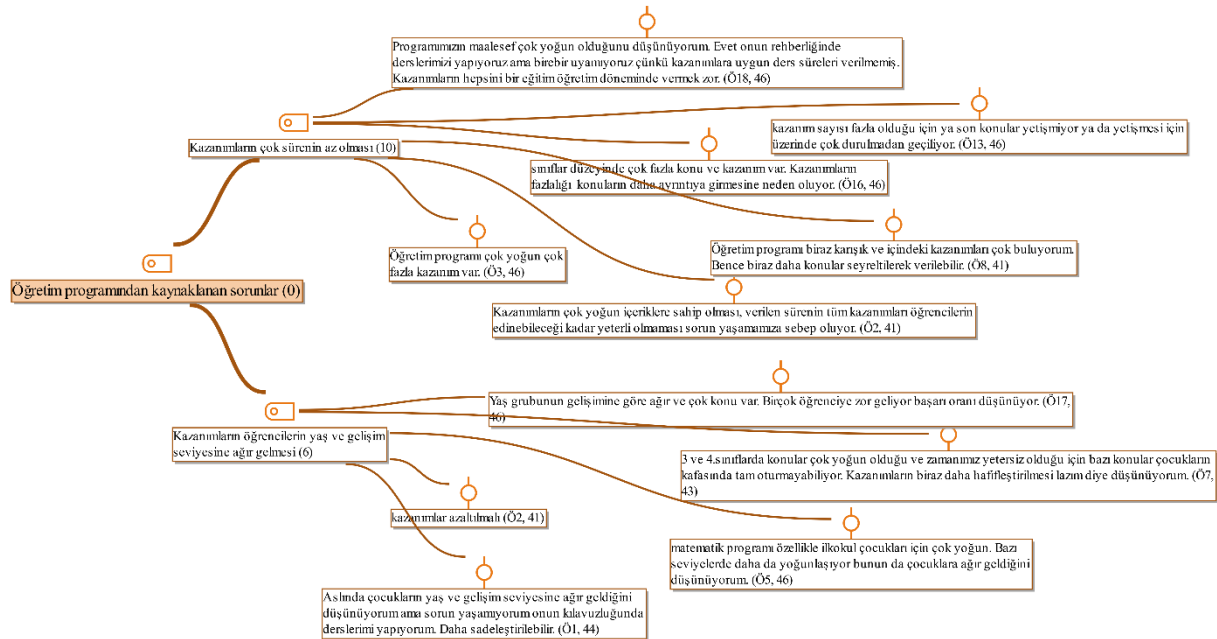 Programımızın maalesef çok yoğun olduğunu düşünüyorum. Evet onun rehberliğinde
derslerimizi yapıyoruz ama birebir uyamıyoruz çünkü kazanımlara uygun ders süreleri verilmemiş.
Kazanımların hepsini bir eğitim öğretim döneminde vermek zor. (Ö18, 46)
kazanım sayısı fazla olduğu için ya son konular yetişmiyor ya da yetişmesi için
üzerinde çok durulmadan geçiliyor. (Ö13, 46)
Kazanımların çok sürenin az olması (10)
sınıflar düzeyinde çok fazla konu ve kazanım var. Kazanımların
fazlalığı konuların daha ayrıntıya girmesine neden oluyor. (Ö16, 46)
Öğretim programı çok yoğun çok
fazla kazanım var. (Ö3, 46)
Öğretim programı biraz karışık ve içindeki kazanımları çok buluyorum.
Bence biraz daha konular seyreltilerek verilebilir. (Ö8, 41)
Öğretim programından kaynaklanan sorunlar (0)
Kazanımların çok yoğun içeriklere sahip olması, verilen sürenin tüm kazanımları öğrencilerin
edinebileceği kadar yeterli olmaması sorun yaşamamıza sebep oluyor. (Ö2, 41)
Yaş grubunun gelişimine göre ağır ve çok konu var. Birçok öğrenciye zor geliyor başarı oranı düşünüyor. (Ö17,
46)
Kazanımların öğrencilerin yaş ve gelişim
seviyesine ağır gelmesi (6)
3 ve 4.sınıflarda konular çok yoğun olduğu ve zamanımız yetersiz olduğu için bazı konular çocukların
kafasında tam oturmayabiliyor. Kazanımların biraz daha hafifleştirilmesi lazım diye düşünüyorum. (Ö7,
43)
kazanımlar azaltılmalı (Ö2, 41)
matematik programı özellikle ilkokul çocukları için çok yoğun. Bazı
seviyelerde daha da yoğunlaşıyor bunun da çocuklara ağır geldiğini
düşünüyorum. (Ö5, 46)
Aslında çocukların yaş ve gelişim seviyesine ağır geldiğini
düşünüyorum ama sorun yaşamıyorum onun kılavuzluğunda
derslerimi yapıyorum. Daha sadeleştirilebilir. (Ö1, 44)